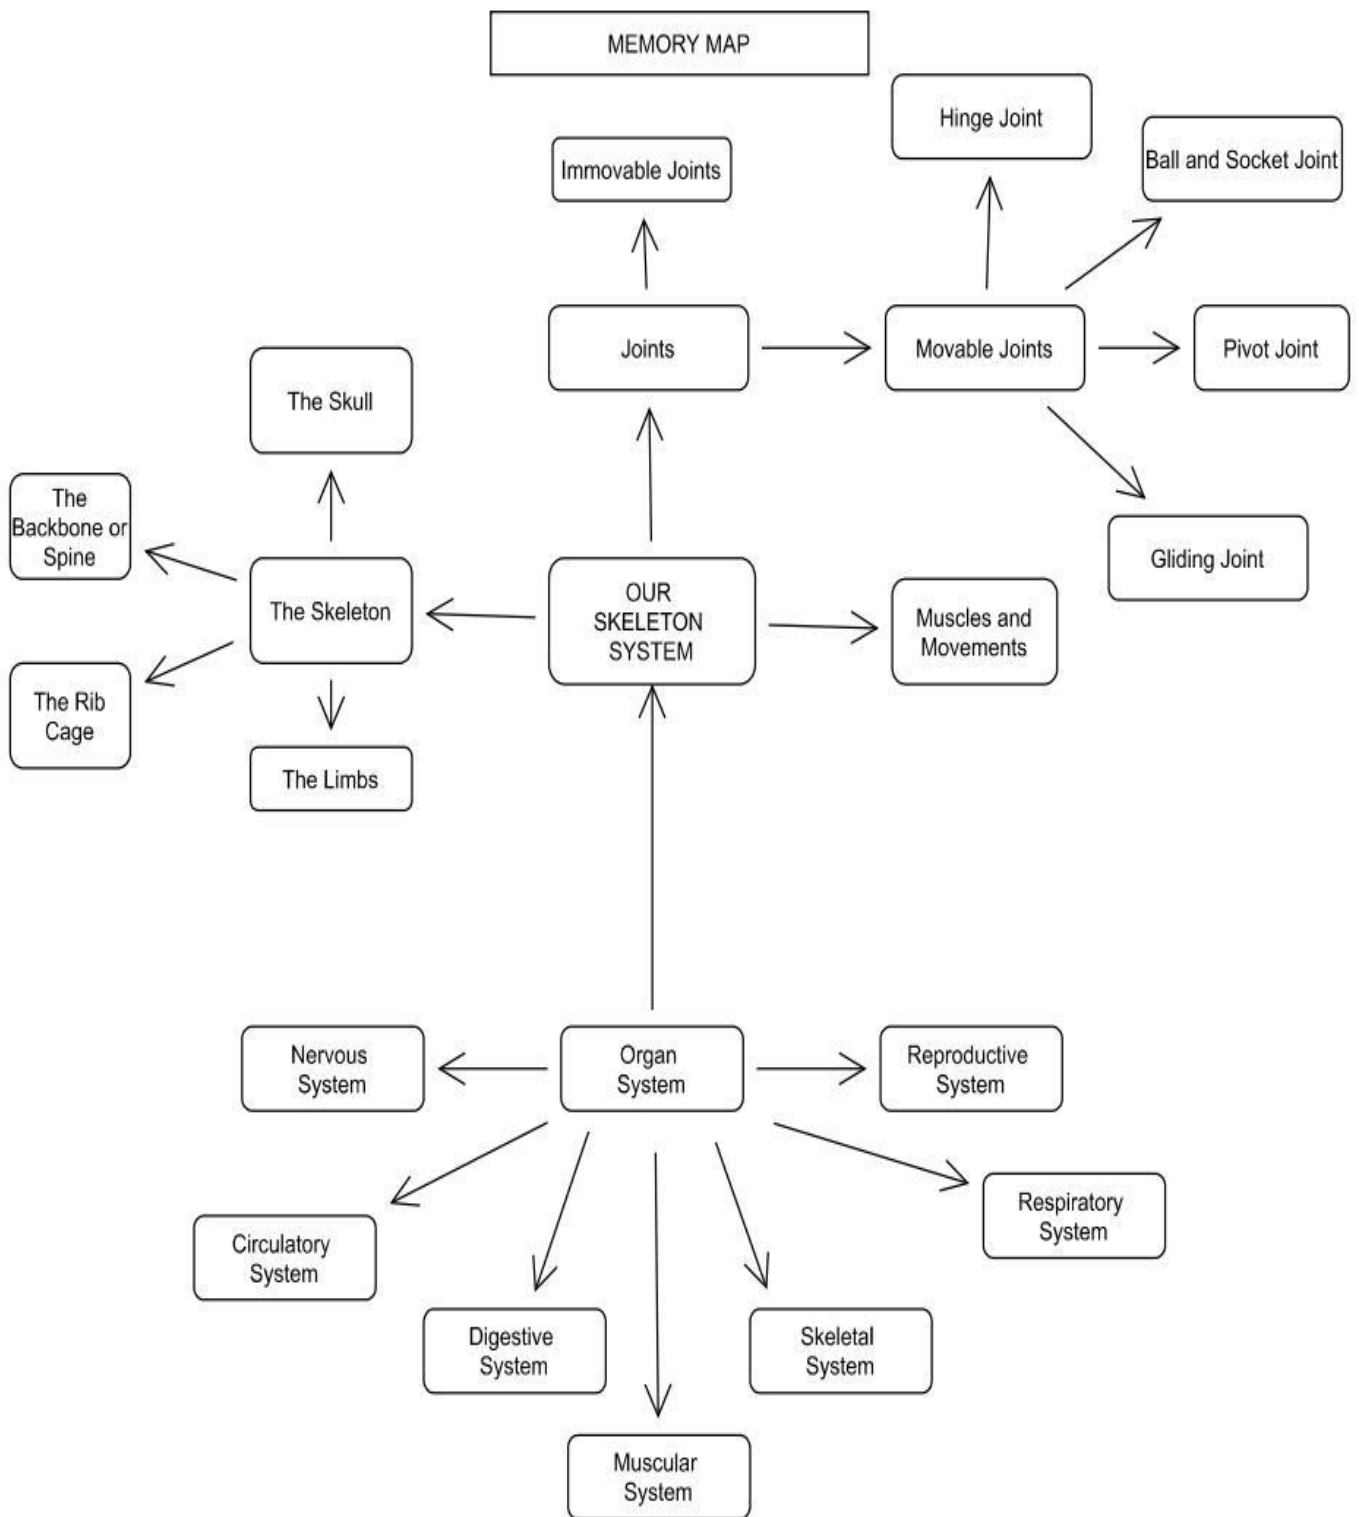 MEMORY MAP
Hinge Joint
Ball and Socket Joint
Immovable Joints
Joints
Movable Joints
Pivot Joint
The Skull
The
Backbone or
Spine
Gliding Joint
The Skeleton
OUR
SKELETON
SYSTEM
Muscles and
Movements
The Rib
Cage
The Limbs
Nervous
System
Organ
System
Reproductive
System
Respiratory
System
Circulatory
System
Digestive
System
Skeletal
System
Muscular
System